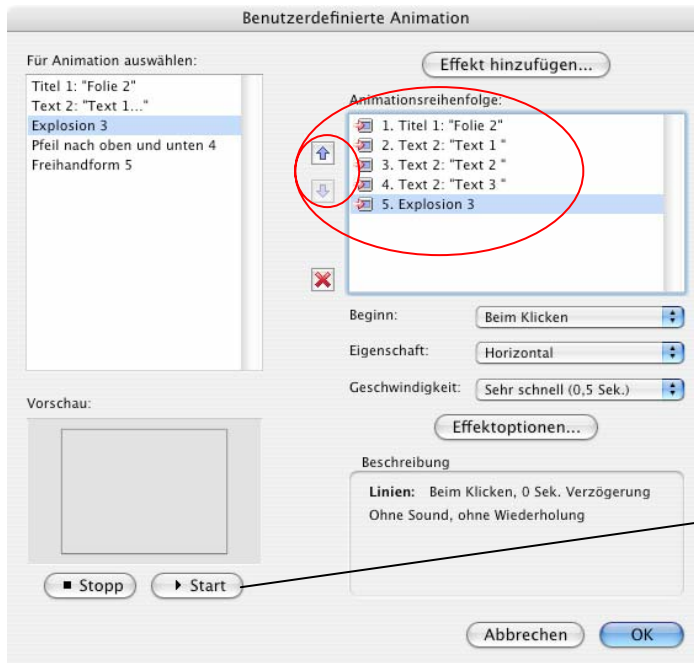 Benutzerdefinierte Animation
Für Animation auswählen:
Titel 1: "Folie 2"
Text 2: "Text 1..."
Explosion 3
Pfeil nach oben und unten 4
Freihandform 5
Effekt hinzufügen...
Animationsreihenfolge:
1. Titel 1: "Folie 2"
2. Text 2: "Text 1 "
3. Text 2: "Text 2 "
4. Text 2: "Text 3 "
5. Explosion 3
Beginn: Beim Klicken
Eigenschaft: Horizontal
Geschwindigkeit: Sehr schnell (0,5 Sek.)
Effektoptionen...
Vorschau:
Stopp
Start
Beschreibung
Linien: Beim Klicken, 0 Sek. Verzögerung
Ohne Sound, ohne Wiederholung
Abbrechen
OK